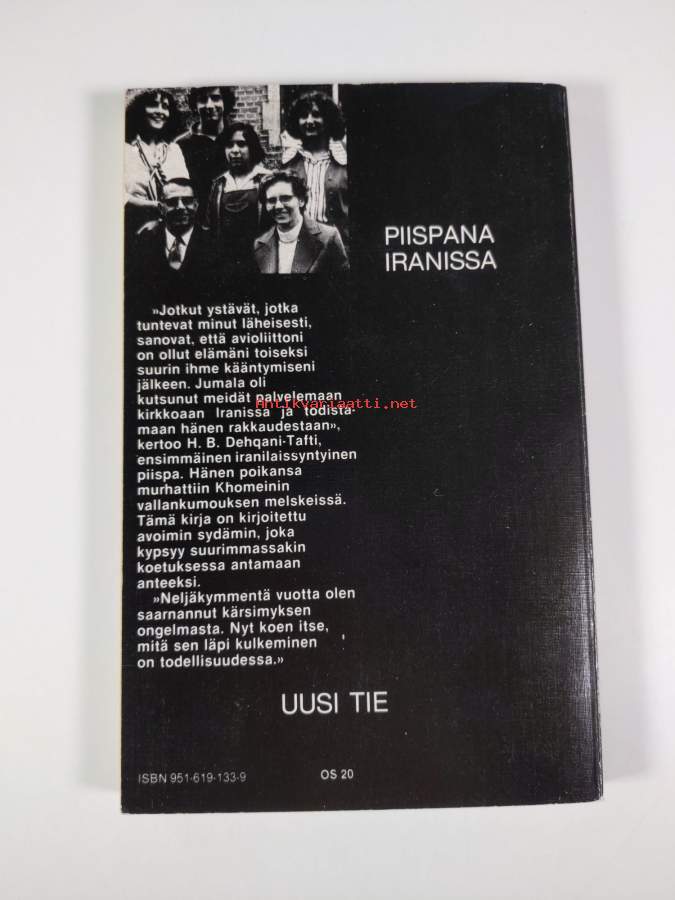 PIISPANA
IRANISSA
»Jotkut ystävät, jotka
tuntevat minut läheisesti,
sanovat, että avioliittoni
on ollut elämäni toiseksi
suurin ihme kääntymiseni
jälkeen. Jumala oli
kutsunut meidät palvelemaan
kirkkoaan Iranissa ja todista-
maan hänen rakkaudestaan»,
kertoo H. B. Dehqani-Tafti,
ensimmäinen iranilaissyntyinen
piispa. Hänen poikansa
murhattiin Khomeinin
vallankumouksen melskeissä.
Tämä kirja on kirjoitettu
avoimin sydämin, joka
kypsyy suurimmassakin
koetuksessa antamaan
anteeksi.
»Neljäkymmentä vuotta olen
saarnannut kärsimyksen
ongelmasta. Nyt koen itse,
mitä sen läpi kulkeminen
on todellisuudessa.»
UUSI TIE
ISBN 951-619-133-9 OS 20
Antikvariaatti.net